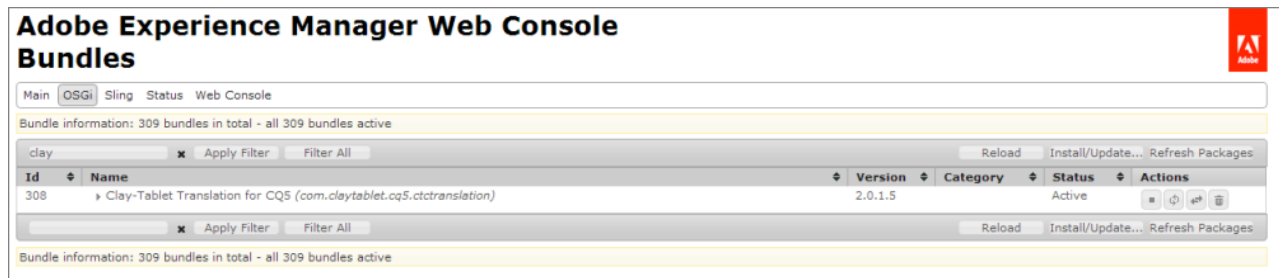 Adobe Experience Manager Web Console
Bundles
Adobe
Main OSGi Sling Status Web Console
Bundle information: 309 bundles in total - all 309 bundles active
clay Apply Filter Filter All Reload Install/Update... Refresh Packages
Id Name Version Category Status Actions
308 Clay-Tablet Translation for CQ5 (com.claytablet.cq5.ctctranslation) 2.0.1.5 Active
Apply Filter Filter All Reload Install/Update... Refresh Packages
Bundle information: 309 bundles in total - all 309 bundles active